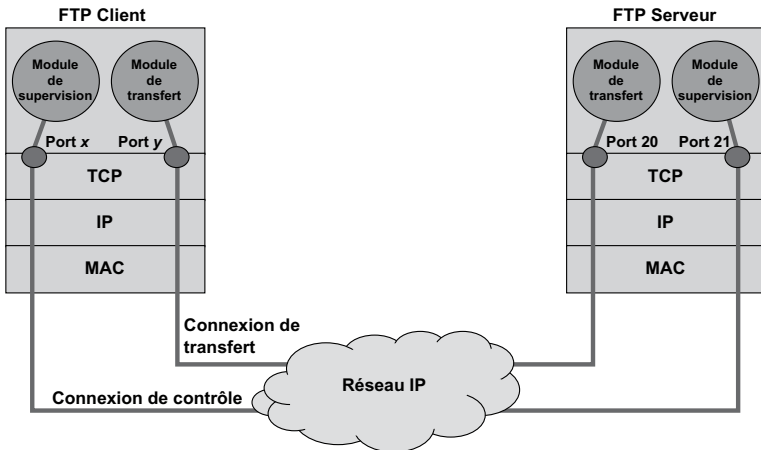 FTP Client
FTP Serveur
Module
de
supervision
Module
de
transfert
Module
de
transfert
Module
de
supervision
Port x
Port y
Port 20
Port 21
TCP
TCP
IP
IP
MAC
MAC
Connexion de
transfert
Réseau IP
Connexion de contrôle